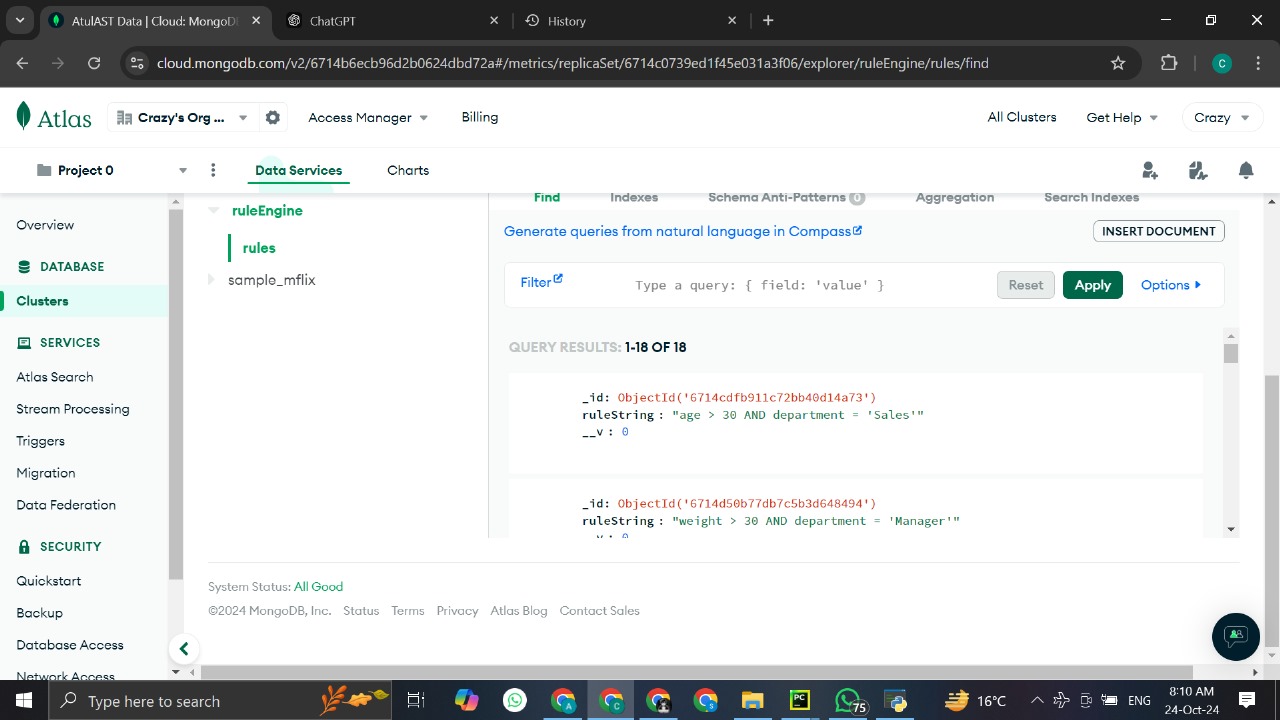 AtulAST Data | Cloud: MongoDB
ChatGPT
History
cloud.mongodb.com/v2/6714b6ecb96d2b0624dbd72a#/metrics/replicaSet/6714c0739ed1f45e031a3f06/explorer/ruleEngine/rules/find
C
Atlas
Crazy's Org ...
Access Manager
Billing
All Clusters
Get Help
Crazy
Project 0
Data Services
Charts
Overview
DATABASE
Clusters
SERVICES
Atlas Search
Stream Processing
Triggers
Migration
Data Federation
SECURITY
Quickstart
Backup
Database Access
Network Access
ruleEngine
rules
sample_mflix
Find
Indexes
Schema Anti-Patterns 0
Aggregation
Search Indexes
Generate queries from natural language in Compass
INSERT DOCUMENT
Filter
Type a query: { field: 'value' }
Reset
Apply
Options
QUERY RESULTS: 1-18 OF 18
_id: ObjectId('6714cdfb911c72bb40d14a73')
ruleString : "age > 30 AND department = 'Sales'"
__v : 0
_id: ObjectId('6714d50b77db7c5b3d648494')
ruleString : "weight > 30 AND department = 'Manager'"
__v : 0
System Status: All Good
©2024 MongoDB, Inc. Status Terms Privacy Atlas Blog Contact Sales
Type here to search
75
16°C
ENG
8:10 AM
24-Oct-24